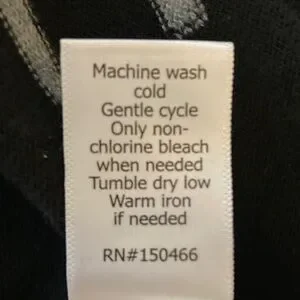 Machine wash
cold
Gentle cycle
Only non-
chlorine bleach
when needed
Tumble dry low
Warm iron
if needed
RN#150466